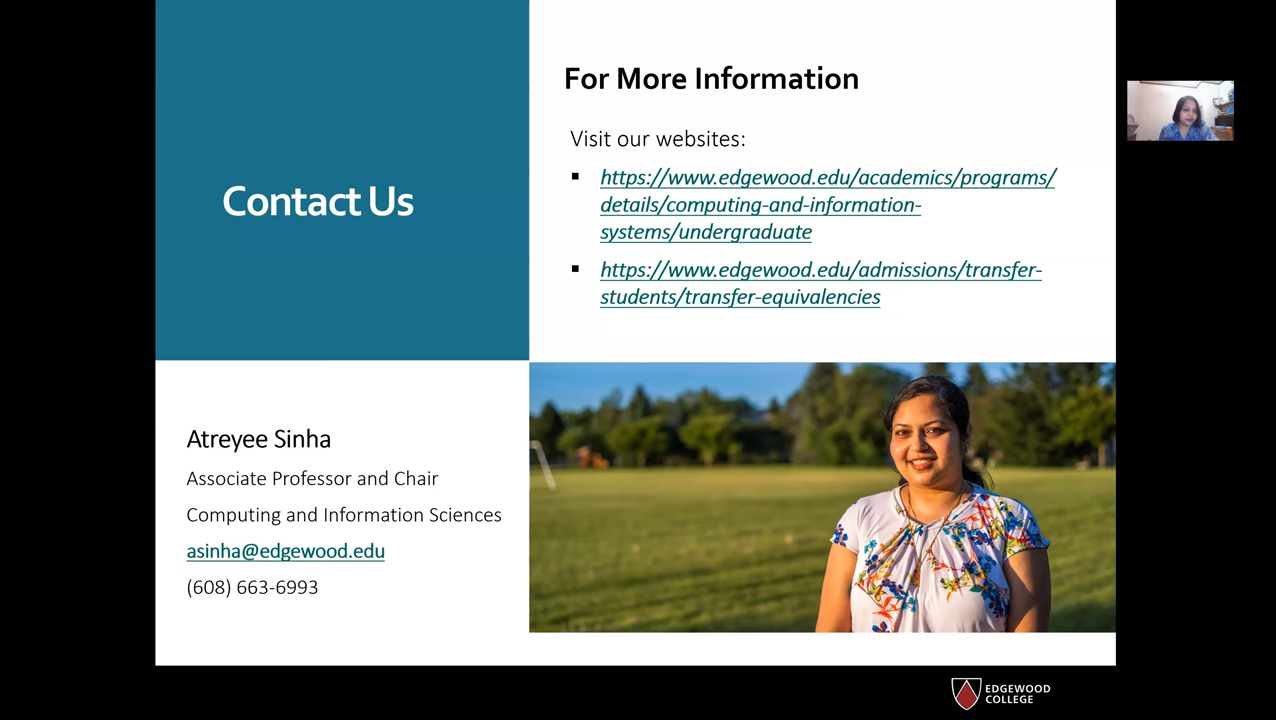 Contact Us
For More Information
Visit our websites:
▪ https://www.edgewood.edu/academics/programs/
details/computing-and-information-
systems/undergraduate
▪ https://www.edgewood.edu/admissions/transfer-
students/transfer-equivalencies
Atreyee Sinha
Associate Professor and Chair
Computing and Information Sciences
asinha@edgewood.edu
(608) 663-6993
EDGEWOOD
COLLEGE